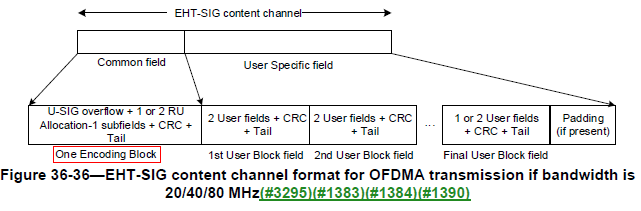 EHT-SIG content channel
Common field
User Specific field
U-SIG overflow + 1 or 2 RU
Allocation-1 subfields + CRC +
Tail
2 User fields + CRC
+ Tail
2 User fields + CRC
+ Tail
...
1 or 2 User fields
+ CRC + Tail
Padding
(if present)
One Encoding Block
1st User Block field
2nd User Block field
Final User Block field
Figure 36-36—EHT-SIG content channel format for OFDMA transmission if bandwidth is
20/40/80 MHz(#3295)(#1383)(#1384)(#1390)